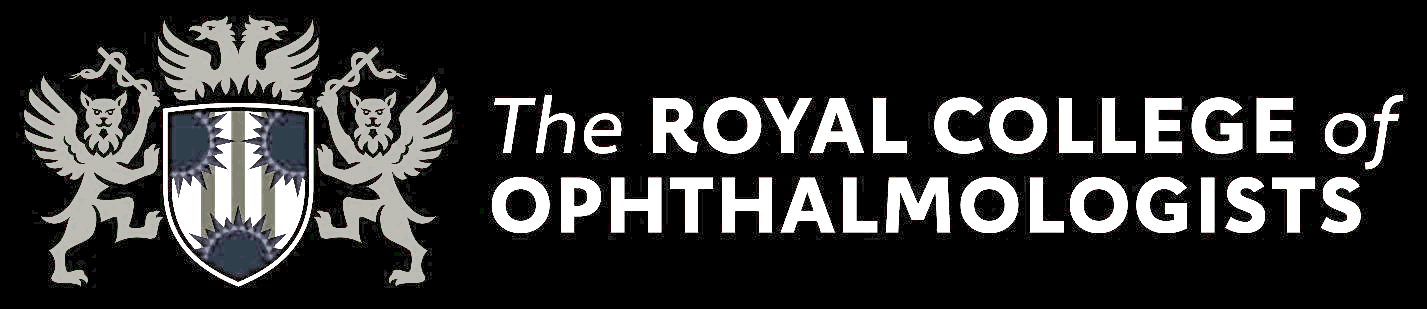 The ROYAL COLLEGE of
OPHTHALMOLOGISTS